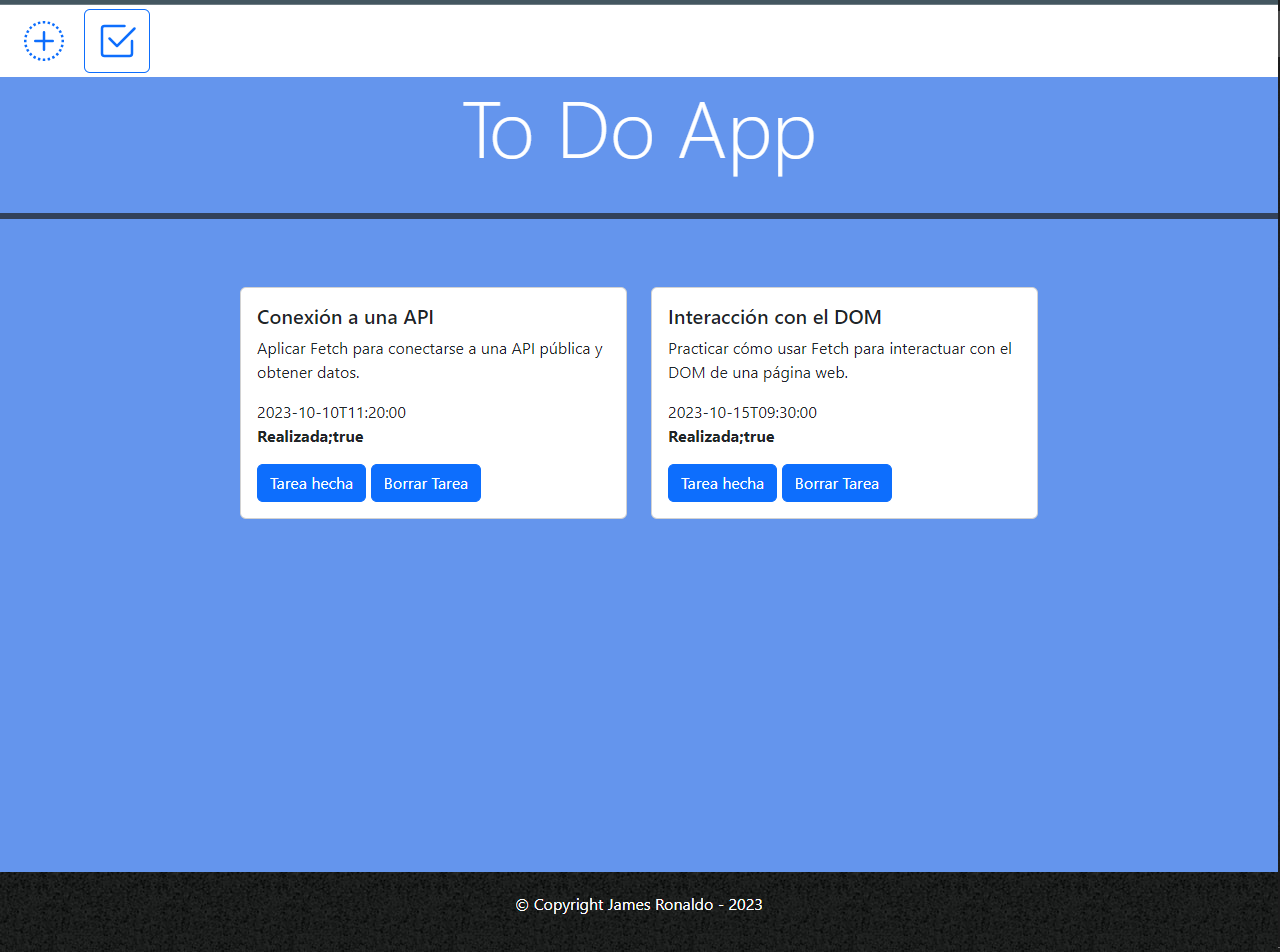 To Do App
Conexión a una API
Aplicar Fetch para conectarse a una API pública y
obtener datos.
2023-10-10T11:20:00
Realizada;true
Tarea hecha
Borrar Tarea
Interacción con el DOM
Practicar cómo usar Fetch para interactuar con el
DOM de una página web.
2023-10-15T09:30:00
Realizada;true
Tarea hecha
Borrar Tarea
© Copyright James Ronaldo - 2023